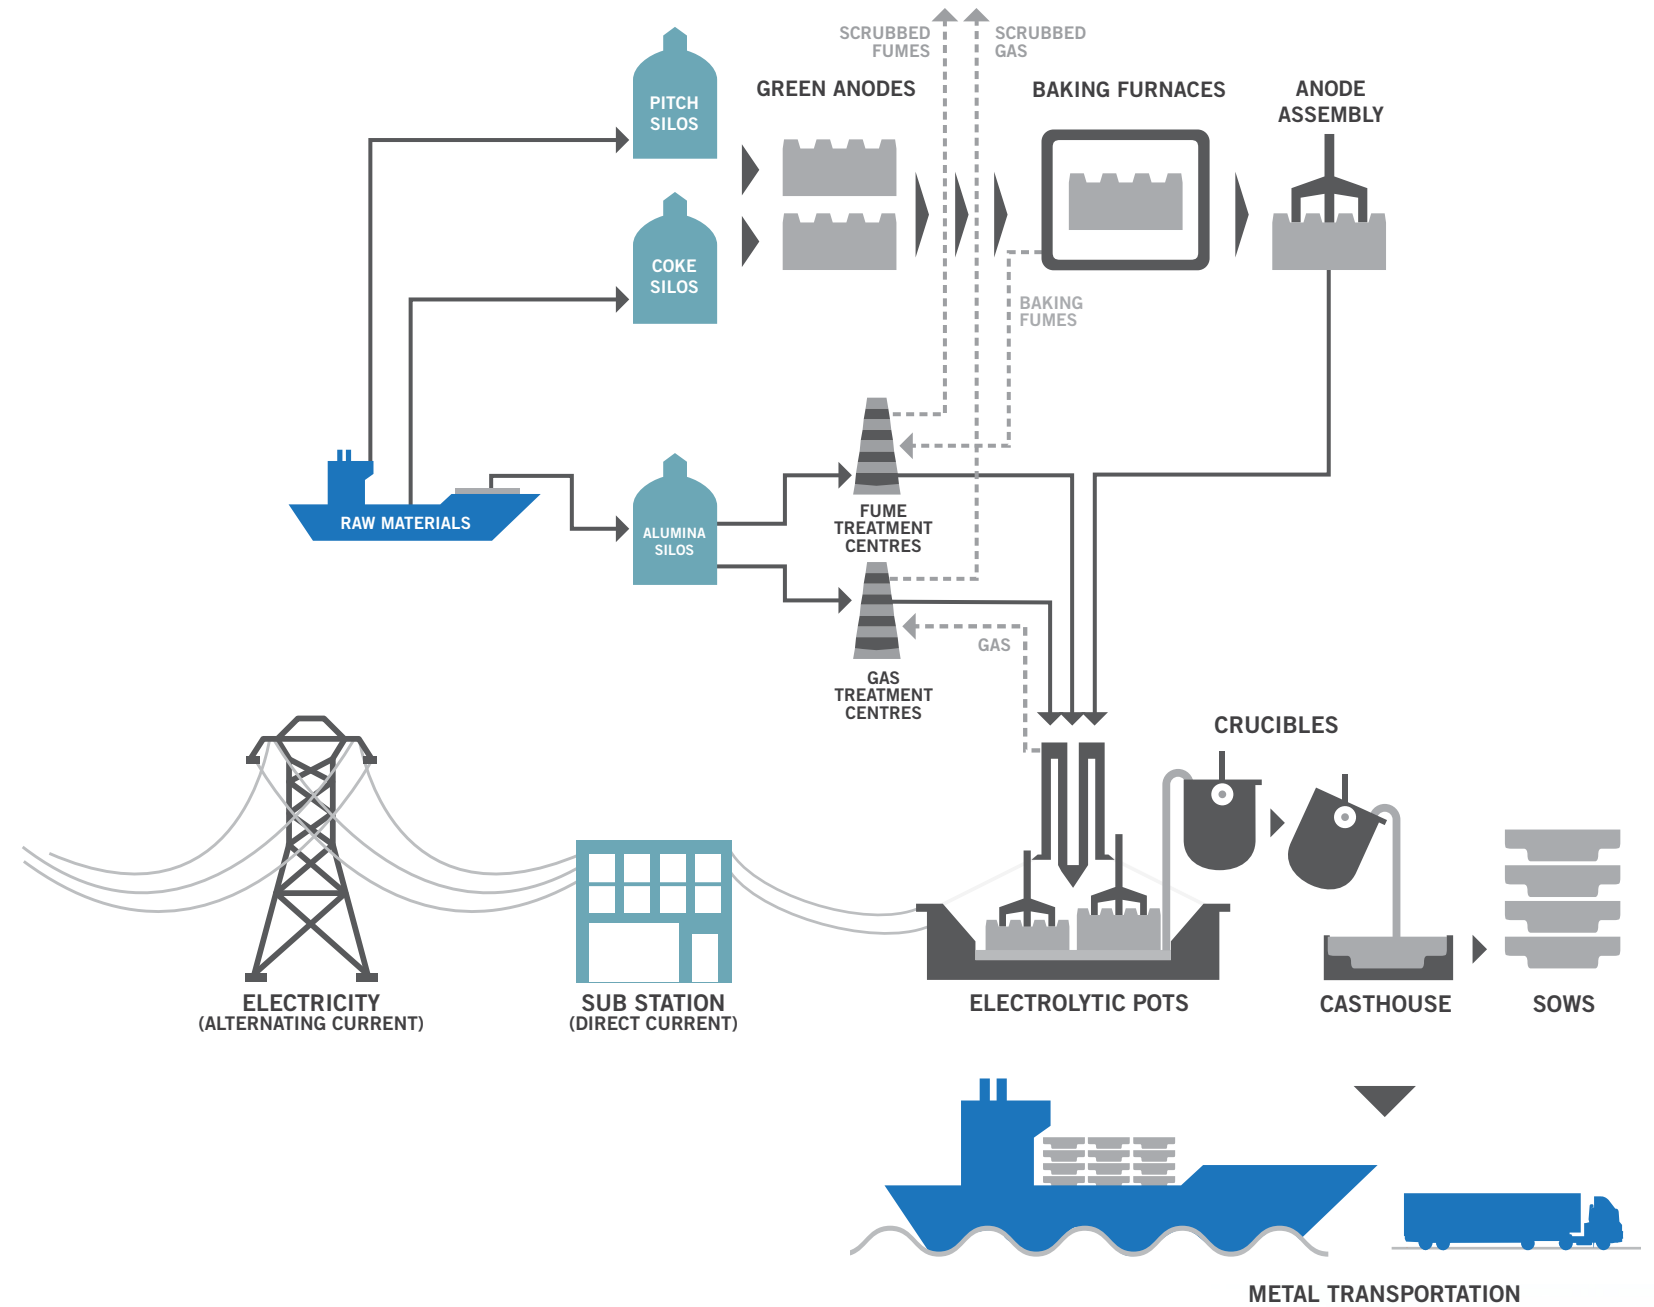 SCRUBBED
FUMES
SCRUBBED
GAS
GREEN ANODES
BAKING FURNACES
ANODE
ASSEMBLY
PITCH
SILOS
COKE
SILOS
BAKING
FUMES
RAW MATERIALS
ALUMINA
SILOS
FUME
TREATMENT
CENTRES
GAS
GAS
TREATMENT
CENTRES
CRUCIBLES
ELECTRICITY
(ALTERNATING CURRENT)
SUB STATION
(DIRECT CURRENT)
ELECTROLYTIC POTS
CASTHOUSE
SOWS
METAL TRANSPORTATION